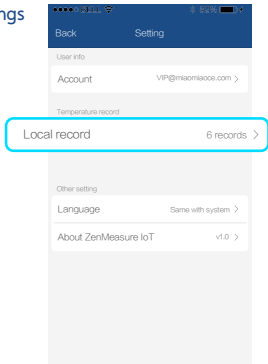 ngs
Back Setting
User info
Account VIP@miaomiaoce.com >
Temperature record
Local record 6 records >
Other setting
Language Same with system >
About ZenMeasure IoT v1.0 >